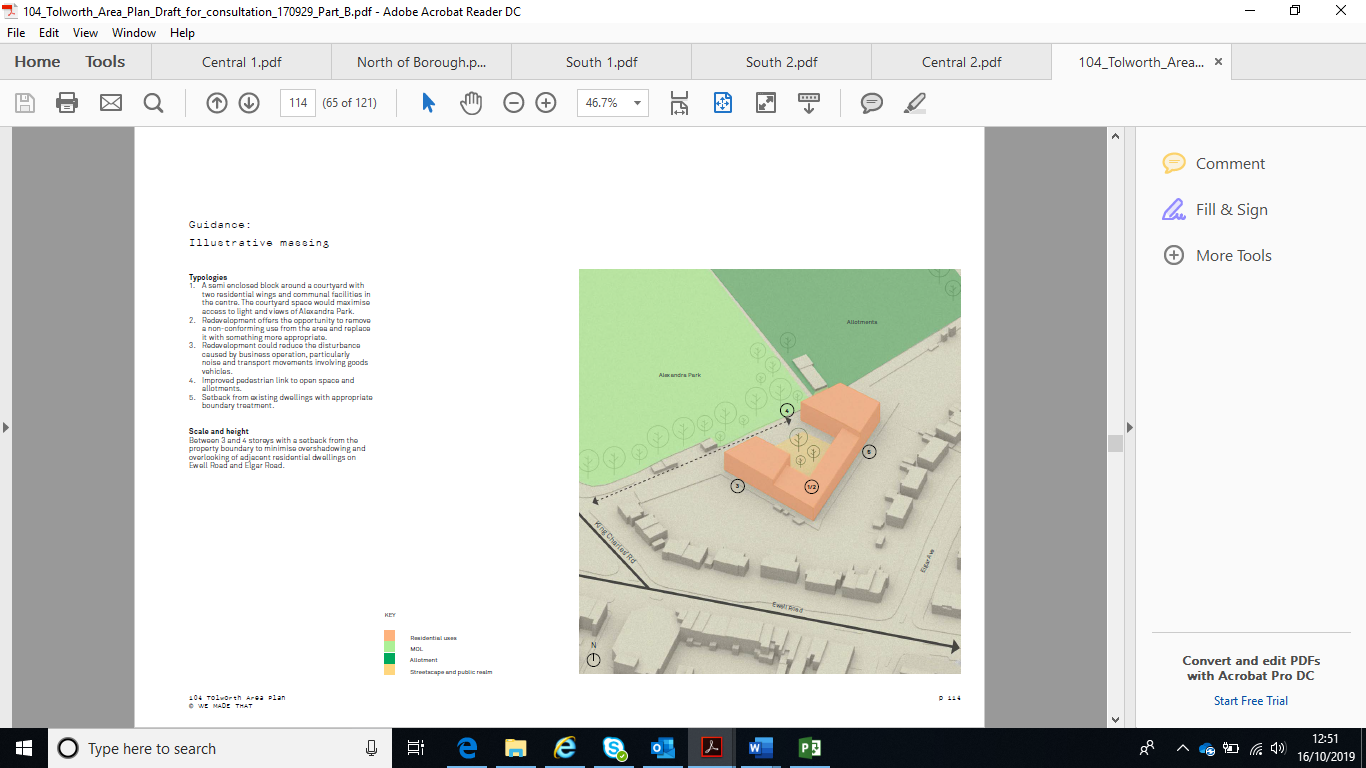 104_Tolworth_Area_Plan_Draft_for_consultation_170929_Part_B.pdf - Adobe Acrobat Reader DC
File Edit View Window Help
Home Tools Central 1.pdf North of Borough.p... South 1.pdf South 2.pdf Central 2.pdf 104_Tolworth_Area...
114 (65 of 121) 46.7%
Comment
Fill & Sign
More Tools
Guidance:
Illustrative massing
Typologies
1. A semi enclosed block around a courtyard with
two residential wings and communal facilities in
the centre. The courtyard space would maximise
access to light and views of Alexandra Park.
2. Redevelopment offers the opportunity to remove
a non-conforming use from the area and replace
it with something more appropriate.
3. Redevelopment could reduce the disturbance
caused by business operation, particularly
noise and transport movements involving goods
vehicles.
4. Improved pedestrian link to open space and
allotments.
5. Setback from existing dwellings with appropriate
boundary treatment.
Scale and height
Between 3 and 4 storeys with a setback from the
property boundary to minimise overshadowing and
overlooking of adjacent residential dwellings on
Ewell Road and Elgar Road.
Allotments
Alexandra Park
4
5
3
1/2
King Charles' Rd
Elgar Ave
Ewell Road
N
KEY
Residential uses
MOL
Allotment
Streetscape and public realm
104 Tolworth Area Plan
© WE MADE THAT
p 114
Convert and edit PDFs
with Acrobat Pro DC
Start Free Trial
Type here to search
12:51
16/10/2019